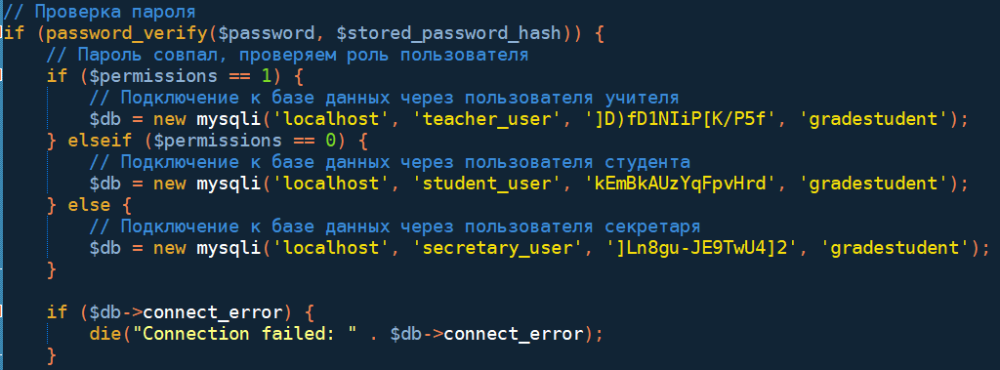 // Проверка пароля
if (password_verify($password, $stored_password_hash)) {
    // Пароль совпал, проверяем роль пользователя
    if ($permissions == 1) {
        // Подключение к базе данных через пользователя учителя
        $db = new mysqli('localhost', 'teacher_user', ']D)fD1NIiP[K/P5f', 'gradestudent');
    } elseif ($permissions == 0) {
        // Подключение к базе данных через пользователя студента
        $db = new mysqli('localhost', 'student_user', 'kEmBkAUzYqFpvHrd', 'gradestudent');
    } else {
        // Подключение к базе данных через пользователя секретаря
        $db = new mysqli('localhost', 'secretary_user', ']Ln8gu-JE9TwU4]2', 'gradestudent');
    }
    if ($db->connect_error) {
        die("Connection failed: " . $db->connect_error);
    }